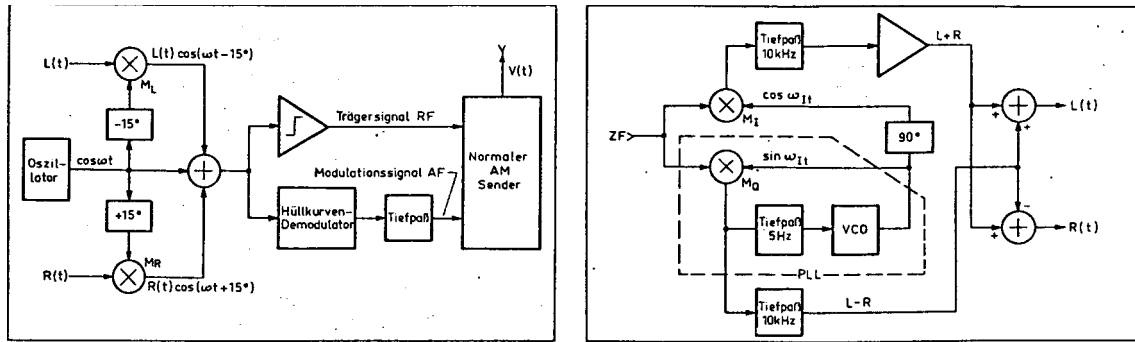 L(t)
L(t) cos(ωt−15°)
M_L
−15°
Oszil-
lator
cosωt
+15°
M_R
R(t)
R(t) cos(ωt+15°)
Trägersignal RF
Modulationssignal AF
Hüllkurven-
Demodulator
Tiefpaß
V(t)
Normaler
AM
Sender
Tiefpaß
10kHz
L+R
cos ω_It
M_I
90°
ZF
sin ω_It
M_Q
Tiefpaß
5Hz
VCO
PLL
Tiefpaß
10kHz
L−R
+
+
L(t)
−
+
R(t)